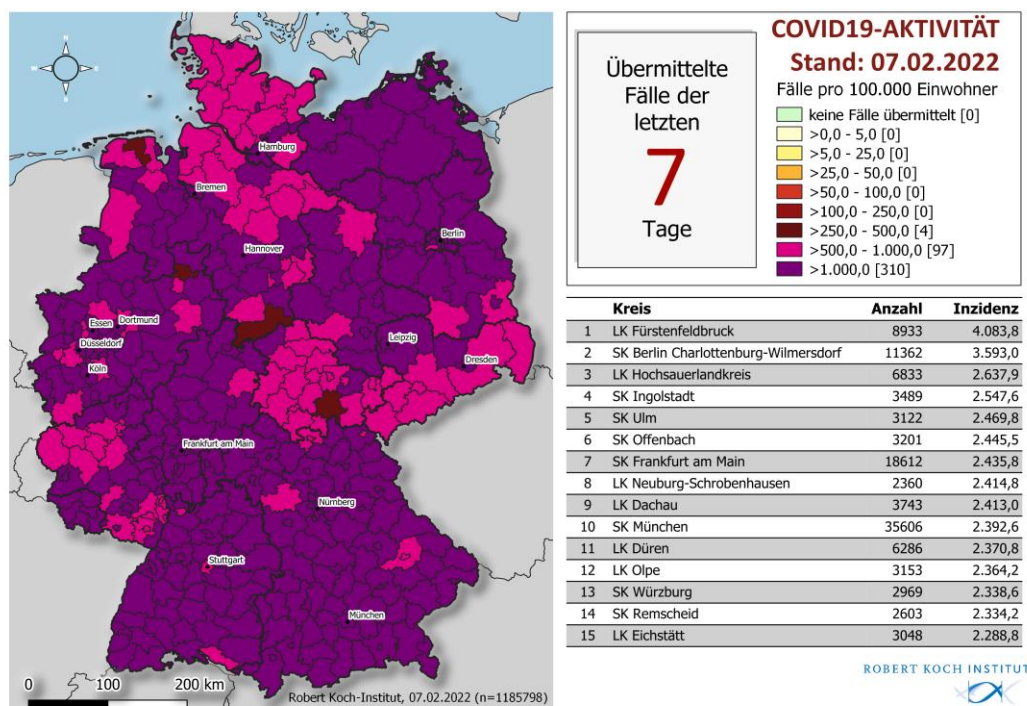 N
W
E
S
Hamburg
Bremen
Berlin
Hannover
Essen
Dortmund
Düsseldorf
Leipzig
Köln
Dresden
Frankfurt am Main
Nürnberg
Stuttgart
München
0 100 200 km
Robert Koch-Institut, 07.02.2022 (n=1185798)
Übermittelte
Fälle der
letzten
7
Tage
COVID19-AKTIVITÄT
Stand: 07.02.2022
Fälle pro 100.000 Einwohner
keine Fälle übermittelt [0]
>0,0 - 5,0 [0]
>5,0 - 25,0 [0]
>25,0 - 50,0 [0]
>50,0 - 100,0 [0]
>100,0 - 250,0 [0]
>250,0 - 500,0 [4]
>500,0 - 1.000,0 [97]
>1.000,0 [310]
Kreis Anzahl Inzidenz
1 LK Fürstenfeldbruck 8933 4.083,8
2 SK Berlin Charlottenburg-Wilmersdorf 11362 3.593,0
3 LK Hochsauerlandkreis 6833 2.637,9
4 SK Ingolstadt 3489 2.547,6
5 SK Ulm 3122 2.469,8
6 SK Offenbach 3201 2.445,5
7 SK Frankfurt am Main 18612 2.435,8
8 LK Neuburg-Schrobenhausen 2360 2.414,8
9 LK Dachau 3743 2.413,0
10 SK München 35606 2.392,6
11 LK Düren 6286 2.370,8
12 LK Olpe 3153 2.364,2
13 SK Würzburg 2969 2.338,6
14 SK Remscheid 2603 2.334,2
15 LK Eichstätt 3048 2.288,8
ROBERT KOCH INSTITUT